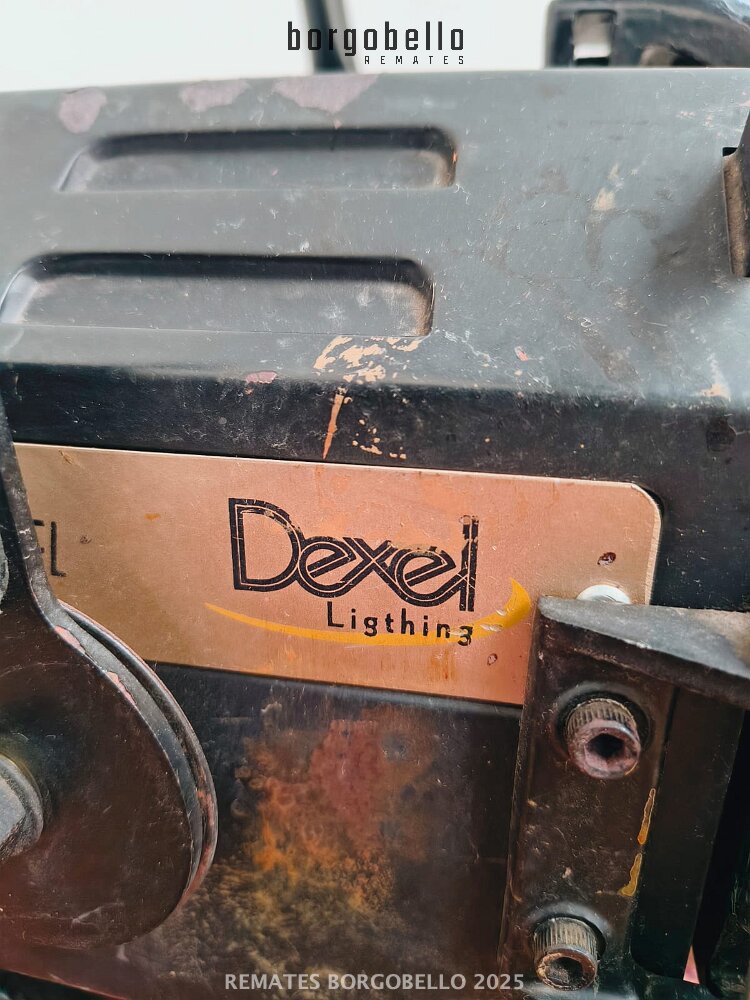 borgobello
REMATES
Dexel
Ligthing
REMATES BORGOBELLO 2025